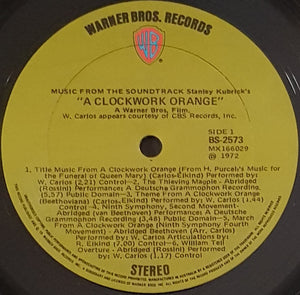 WARNER BROS. RECORDS
WB
MUSIC FROM THE SOUNDTRACK Stanley Kubrick's
"A CLOCKWORK ORANGE"
A Warner Bros. Film.
W. Carlos appears courtesy of CBS Records, Inc.
SIDE 1
BS-2573
MX166029
℗ 1972
1, Title Music From A Clockwork Orange (From H. Purcell's Music for
the Funeral of Queen Mary) (Carlos-Elkind) Performed by:
W. Carlos (2,21) Control—2, The Thieving Magpie - Abridged
(Rossini) Performance: A Deutsche Grammophon Recording.
(5,57) Public Domain—3, Theme From A Clockwork Orange
(Beethoviana) (Carlos-Elkind) Performed by: W. Carlos (1,44)
Control—4, Ninth Symphony, Second Movement-
Abridged (van Beethoven) Performance: A Deutsche
Grammophon Recording (3,48) Public Domain—5, March
From A Clockwork Orange (Ninth Symphony Fourth
Movement - Abridged) Beethoven (Arr. Carlos)
Performed by: W. Carlos (Articulations:
R. Elkind (7,00) Control—6, William Tell
Overture - Abridged (Rossini) Performed by:
W. Carlos (1,17) Control
STEREO